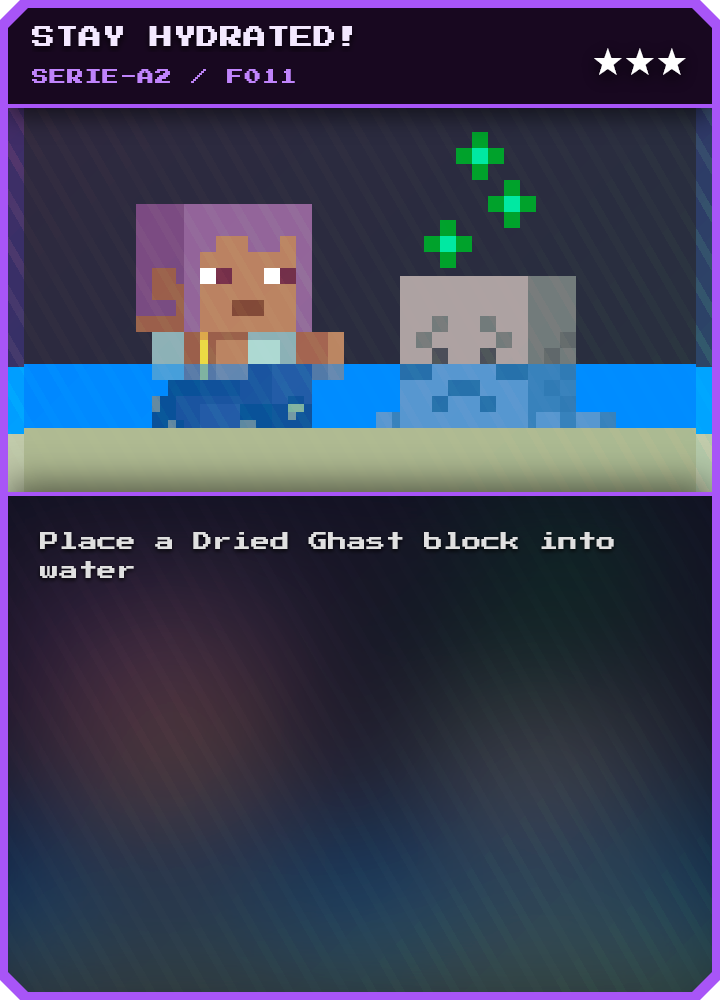 STAY HYDRATED!
SERIE-A2 / F011
★★★
Place a Dried Ghast block into
water